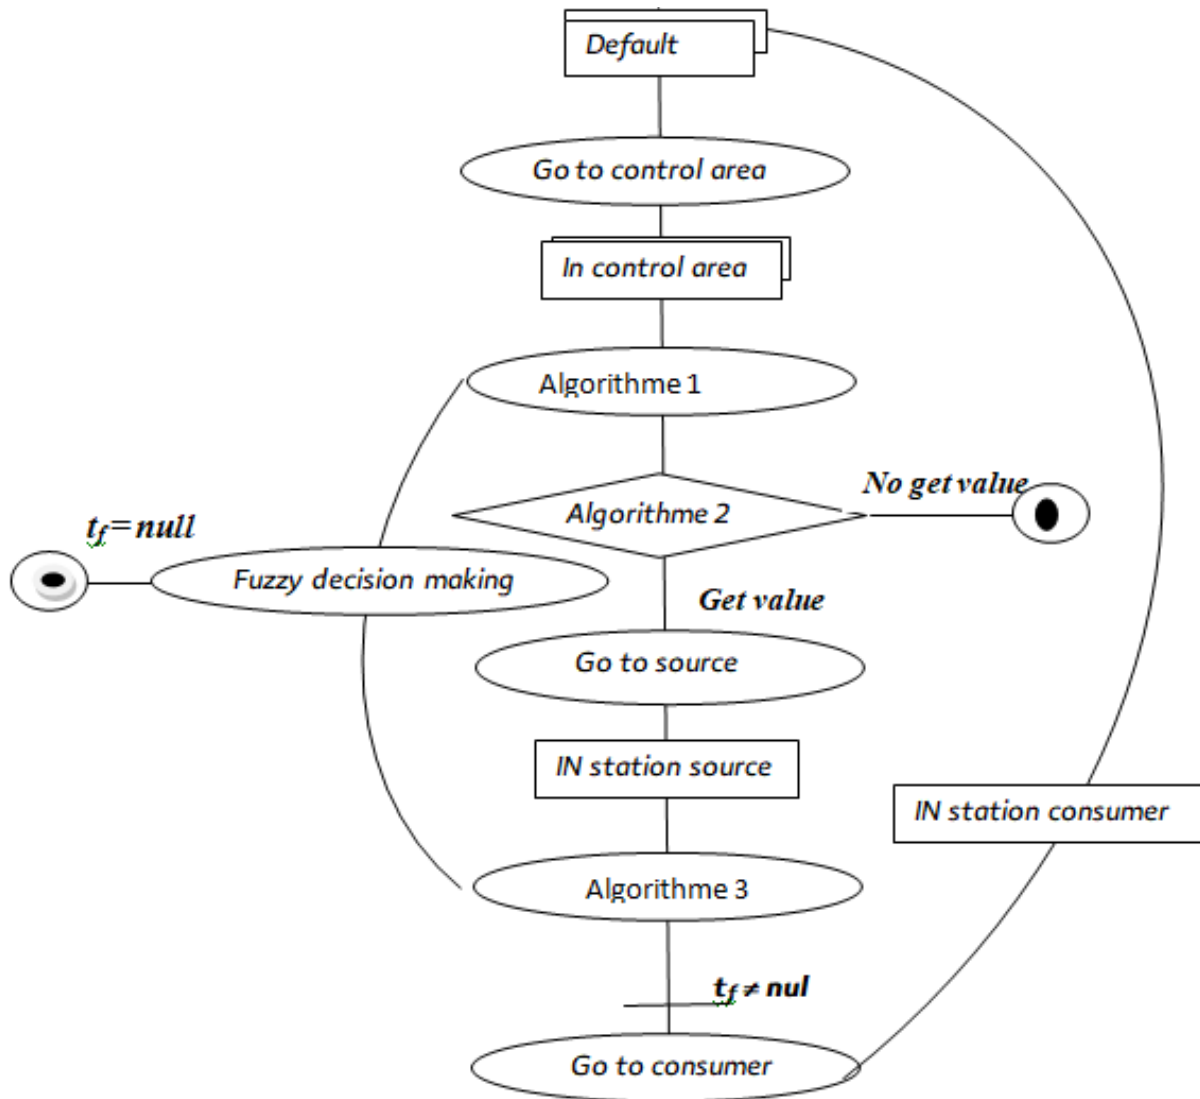 Default
Go to control area
In control area
Algorithme 1
No get value
Algorithme 2
tf = null
Fuzzy decision making
Get value
Go to source
IN station source
IN station consumer
Algorithme 3
tf ≠ nul
Go to consumer